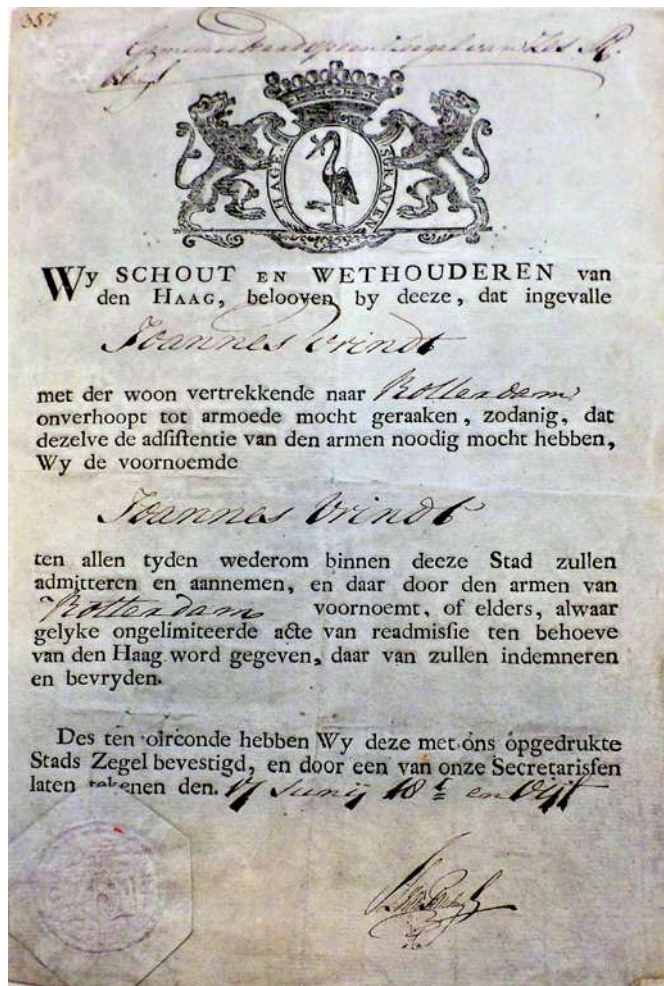 357
HAGE SGRAVEN
Wy SCHOUT EN WETHOUDEREN van
den HAAG, belooven by deeze, dat ingevalle
Joannes Vrindt
met der woon vertrekkende naar Rotterdam
onverhoopt tot armoede mocht geraaken, zodanig, dat
dezelve de adſiſtentie van den armen noodig mocht hebben,
Wy de voornoemde
Joannes Vrindt
ten allen tyden wederom binnen deeze Stad zullen
admitteren en aannemen, en daar door den armen van
Rotterdam voornoemt, of elders, alwaar
gelyke ongelimiteerde acte van readmiſſie ten behoeve
van den Haag word gegeven, daar van zullen indemneren
en bevryden.
Des ten oirconde hebben Wy deze met ons opgedrukte
Stads Zegel bevestigd, en door een van onze Secretarisſen
laten tekenen den. 17 Junij 18 en